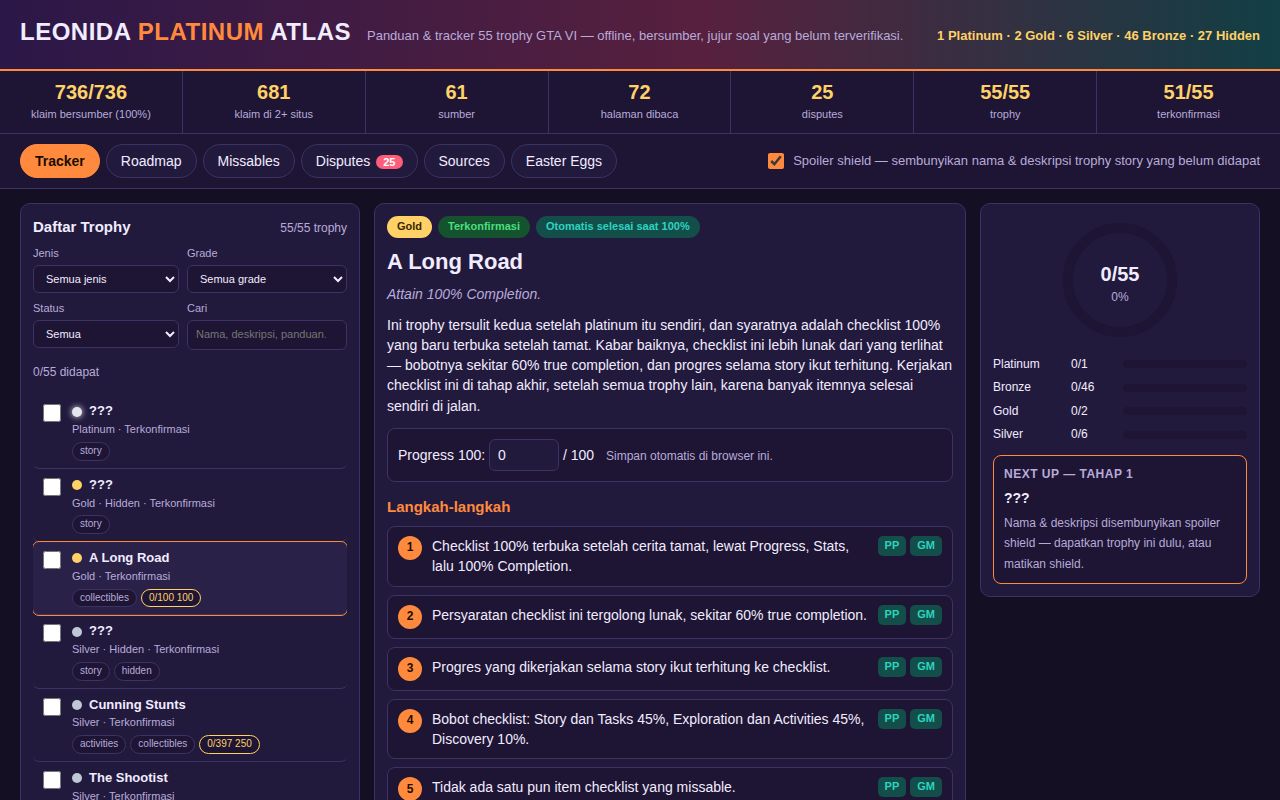 LEONIDA PLATINUM ATLAS
Panduan & tracker 55 trophy GTA VI — offline, bersumber, jujur soal yang belum terverifikasi.
1 Platinum · 2 Gold · 6 Silver · 46 Bronze · 27 Hidden
736/736
klaim bersumber (100%)
681
klaim di 2+ situs
61
sumber
72
halaman dibaca
25
disputes
55/55
trophy
51/55
terkonfirmasi
Tracker
Roadmap
Missables
Disputes 25
Sources
Easter Eggs
Spoiler shield — sembunyikan nama & deskripsi trophy story yang belum didapat
Daftar Trophy
55/55 trophy
Jenis
Grade
Semua jenis
Semua grade
Status
Cari
Semua
Nama, deskripsi, panduan.
0/55 didapat
???
Platinum · Terkonfirmasi
story
???
Gold · Hidden · Terkonfirmasi
story
A Long Road
Gold · Terkonfirmasi
collectibles 0/100 100
???
Silver · Hidden · Terkonfirmasi
story hidden
Cunning Stunts
Silver · Terkonfirmasi
activities collectibles 0/397 250
The Shootist
Silver · Terkonfirmasi
Gold Terkonfirmasi Otomatis selesai saat 100%
A Long Road
Attain 100% Completion.
Ini trophy tersulit kedua setelah platinum itu sendiri, dan syaratnya adalah checklist 100%
yang baru terbuka setelah tamat. Kabar baiknya, checklist ini lebih lunak dari yang terlihat
— bobotnya sekitar 60% true completion, dan progres selama story ikut terhitung. Kerjakan
checklist ini di tahap akhir, setelah semua trophy lain, karena banyak itemnya selesai
sendiri di jalan.
Progress 100: 0 / 100 Simpan otomatis di browser ini.
Langkah-langkah
1 Checklist 100% terbuka setelah cerita tamat, lewat Progress, Stats, PP GM
lalu 100% Completion.
2 Persyaratan checklist ini tergolong lunak, sekitar 60% true completion. PP GM
3 Progres yang dikerjakan selama story ikut terhitung ke checklist. PP GM
4 Bobot checklist: Story dan Tasks 45%, Exploration dan Activities 45%, PP GM
Discovery 10%.
5 Tidak ada satu pun item checklist yang missable. PP GM
0/55
0%
Platinum 0/1
Bronze 0/46
Gold 0/2
Silver 0/6
NEXT UP — TAHAP 1
???
Nama & deskripsi disembunyikan spoiler
shield — dapatkan trophy ini dulu, atau
matikan shield.